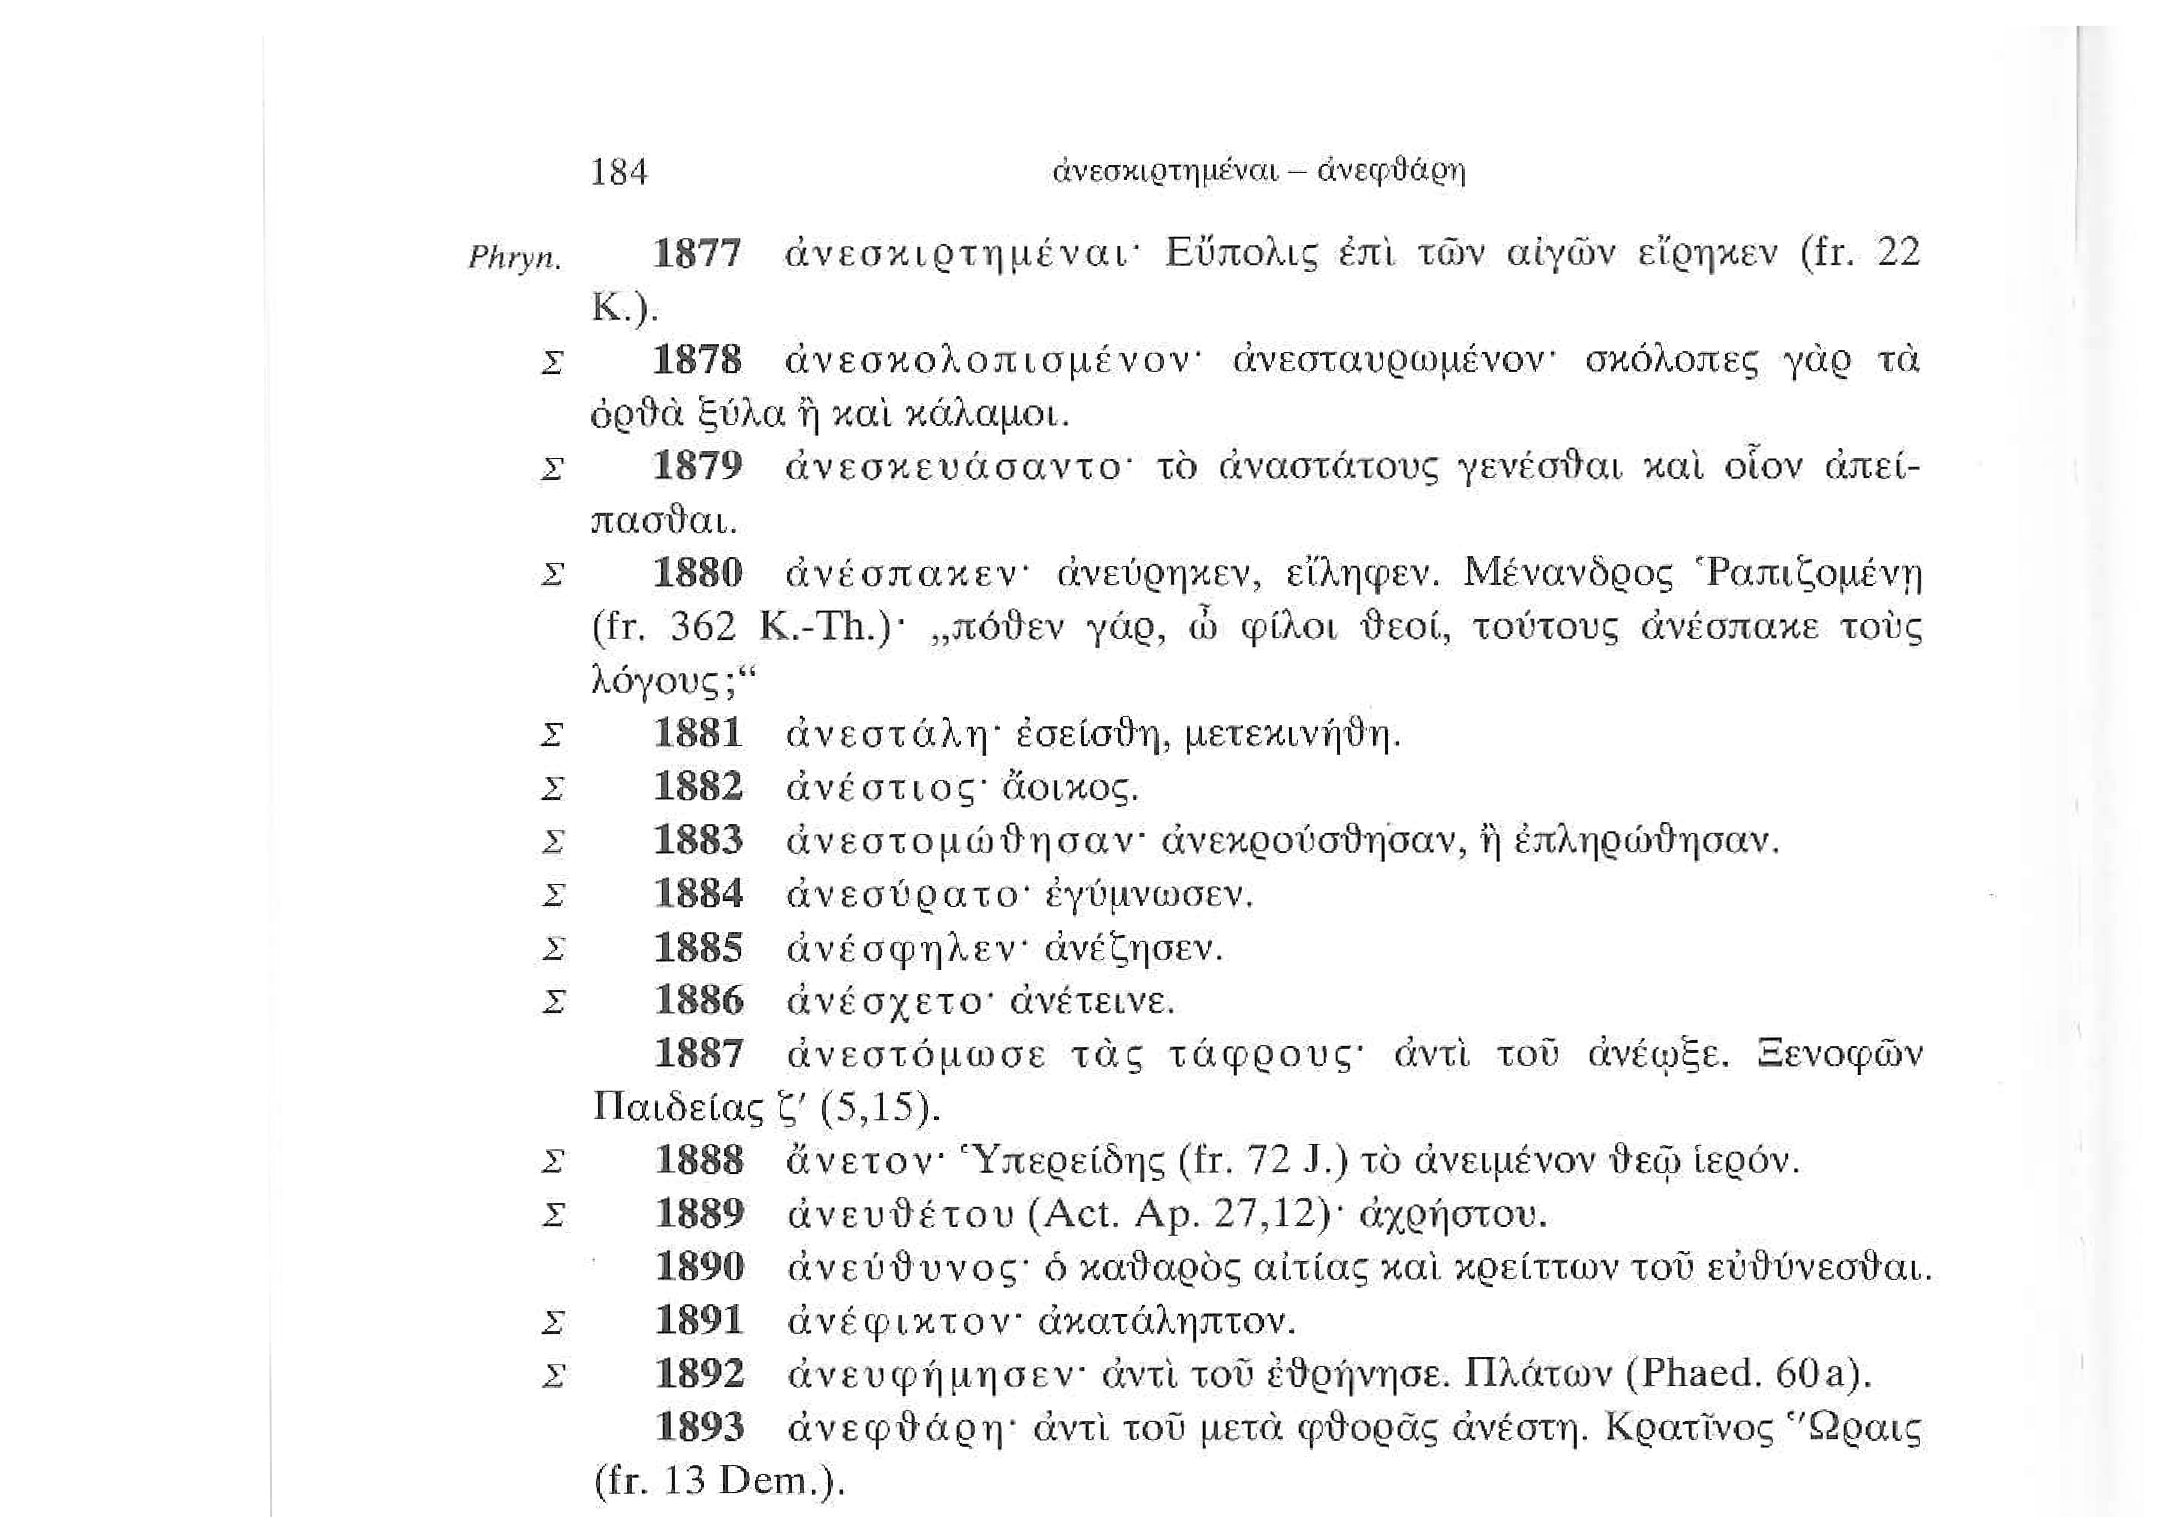 184 ἀνεσκιρτημέναι – ἀνεφθάρη
Phryn. 1877 ἀνεσκιρτημέναι· Εὔπολις ἐπὶ τῶν αἰγῶν εἴρηκεν (fr. 22
K.).
Σ 1878 ἀνεσκολοπισμένον· ἀνεσταυρωμένον· σκόλοπες γὰρ τὰ
ὀρθὰ ξύλα ἢ καὶ κάλαμοι.
Σ 1879 ἀνεσκευάσαντο· τὸ ἀναστάτους γενέσθαι καὶ οἷον ἀπεί-
πασθαι.
Σ 1880 ἀνέσπακεν· ἀνεύρηκεν, εἴληφεν. Μένανδρος Ῥαπιζομένῃ
(fr. 362 K.-Th.)· „πόθεν γάρ, ὦ φίλοι θεοί, τούτους ἀνέσπακε τοὺς
λόγους;“
Σ 1881 ἀνεστάλη· ἐσείσθη, μετεκινήθη.
Σ 1882 ἀνέστιος· ἄοικος.
Σ 1883 ἀνεστομώθησαν· ἀνεκρούσθησαν, ἢ ἐπληρώθησαν.
Σ 1884 ἀνεσύρατο· ἐγύμνωσεν.
Σ 1885 ἀνέσφηλεν· ἀνέζησεν.
Σ 1886 ἀνέσχετο· ἀνέτεινε.
1887 ἀνεστόμωσε τὰς τάφρους· ἀντὶ τοῦ ἀνέῳξε. Ξενοφῶν
Παιδείας ζ′ (5,15).
Σ 1888 ἄνετον· Ὑπερείδης (fr. 72 J.) τὸ ἀνειμένον θεῷ ἱερόν.
Σ 1889 ἀνευθέτου (Act. Ap. 27,12)· ἀχρήστου.
1890 ἀνεύθυνος· ὁ καθαρὸς αἰτίας καὶ κρείττων τοῦ εὐθύνεσθαι.
Σ 1891 ἀνέφικτον· ἀκατάληπτον.
Σ 1892 ἀνευφήμησεν· ἀντὶ τοῦ ἐθρήνησε. Πλάτων (Phaed. 60a).
1893 ἀνεφθάρη· ἀντὶ τοῦ μετὰ φθορᾶς ἀνέστη. Κρατῖνος Ὥραις
(fr. 13 Dem.).